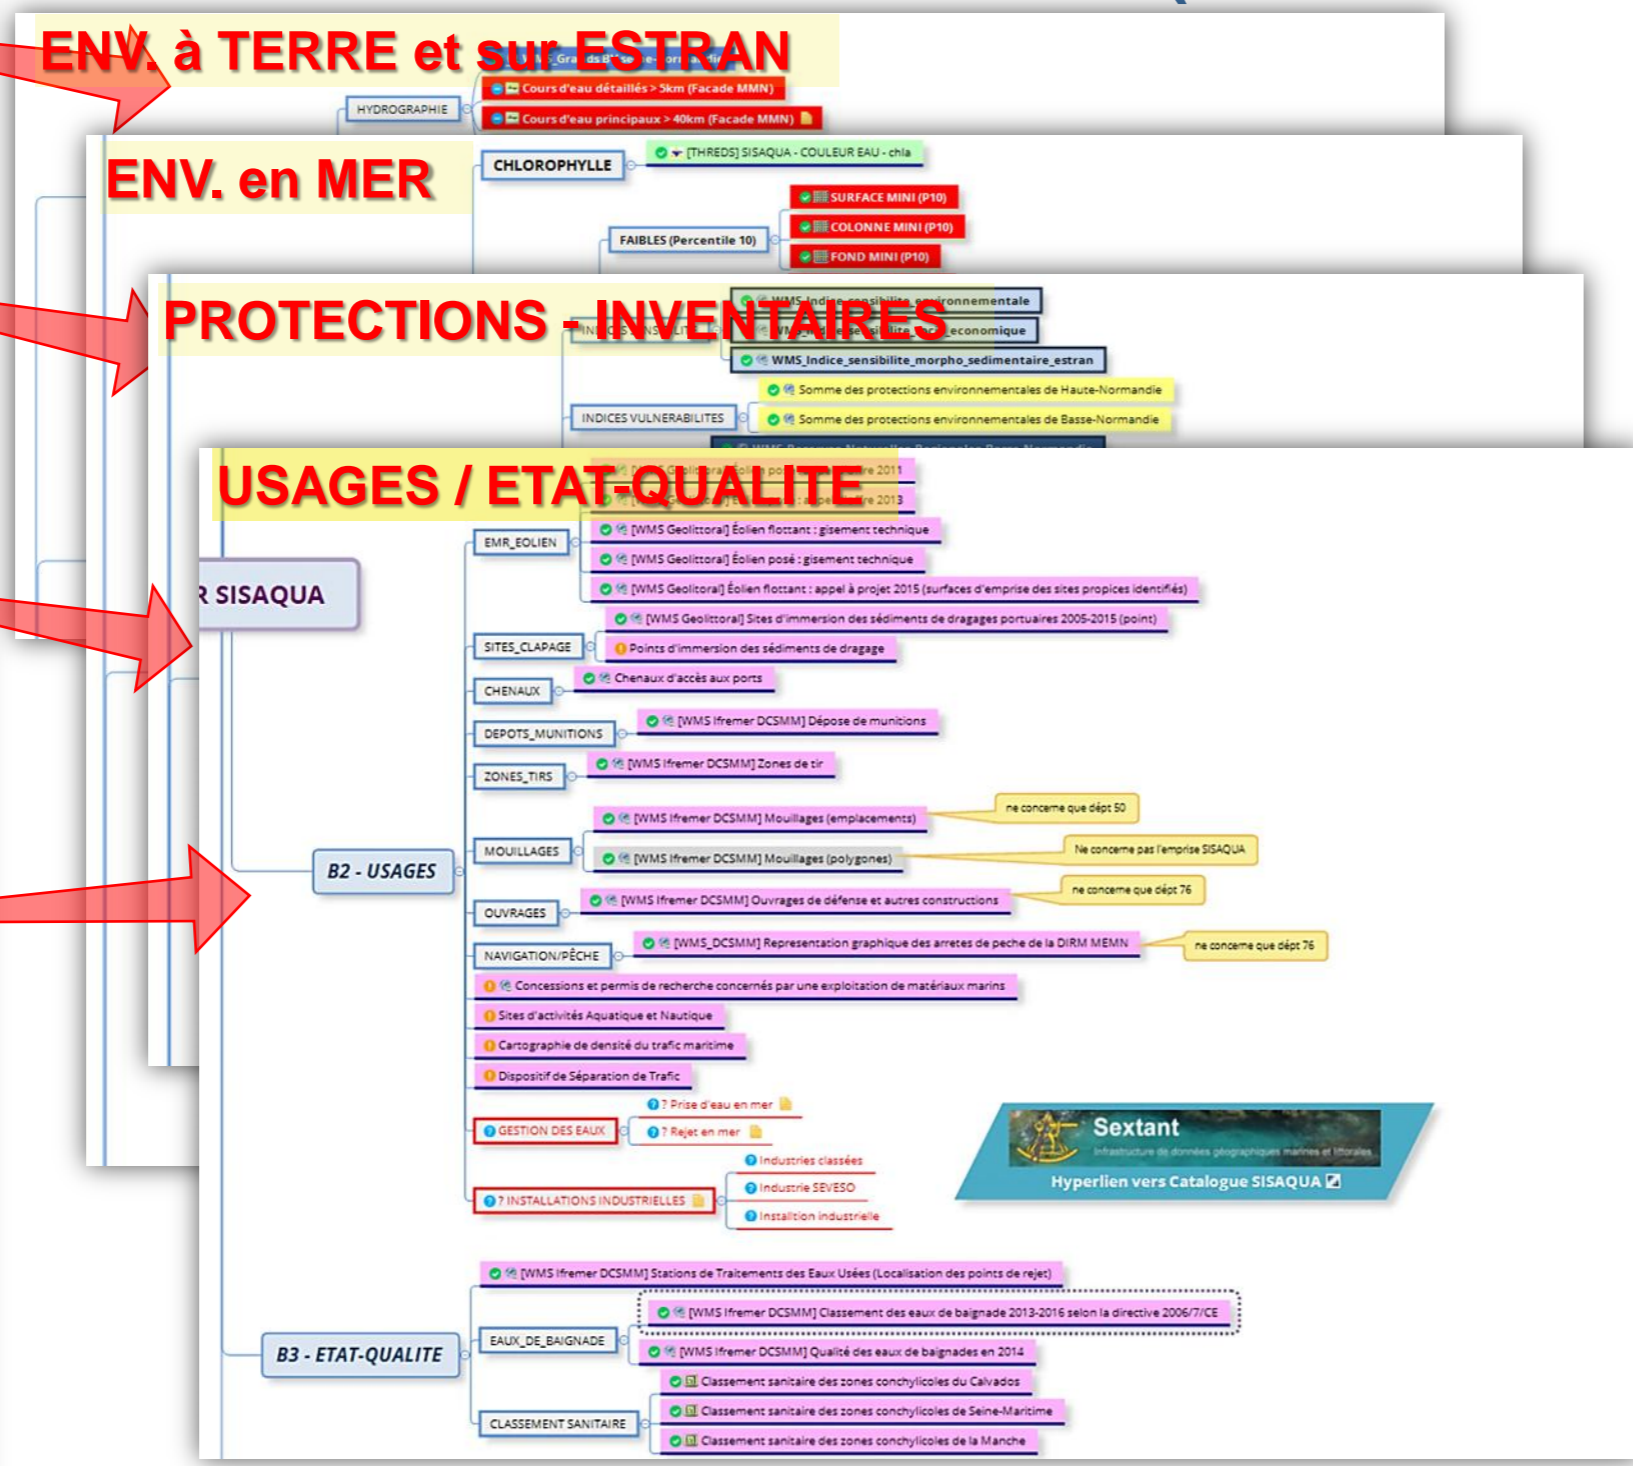 ENV. à TERRE et sur ESTRAN
Cours d'eau détaillés > 5km (Facade MMN)
HYDROGRAPHIE
Cours d'eau principaux > 40km (Facade MMN)
ENV. en MER
CHLOROPHYLLE
[THREDS] SISAQUA - COULEUR EAU - chla
SURFACE MINI (P10)
COLONNE MINI (P10)
FAIBLES (Percentile 10)
FOND MINI (P10)
PROTECTIONS - INVENTAIRES
WMS_Indice_sensibilite_environnementale
WMS_Indice_sensibilite_socio_economique
WMS_Indice_sensibilite_morpho_sedimentaire_estran
Somme des protections environnementales de Haute-Normandie
INDICES VULNERABILITES
Somme des protections environnementales de Basse-Normandie
USAGES / ETAT-QUALITE
EMR_EOLIEN
[WMS Geolittoral] Éolien flottant : gisement technique
[WMS Geolittoral] Éolien posé : gisement technique
[WMS Geolitoral] Éolien flottant : appel à projet 2015 (surfaces d'emprise des sites propices identifiés)
R SISAQUA
[WMS Geolittoral] Sites d'immersion des sédiments de dragages portuaires 2005-2015 (point)
SITES_CLAPAGE
Points d'immersion des sédiments de dragage
CHENAUX
Chenaux d'accès aux ports
DEPOTS_MUNITIONS
[WMS Ifremer DCSMM] Dépose de munitions
ZONES_TIRS
[WMS Ifremer DCSMM] Zones de tir
[WMS Ifremer DCSMM] Mouillages (emplacements)
ne concerne que dépt 50
MOUILLAGES
[WMS Ifremer DCSMM] Mouillages (polygones)
Ne concerne pas l'emprise SISAQUA
B2 - USAGES
OUVRAGES
[WMS Ifremer DCSMM] Ouvrages de défense et autres constructions
ne concerne que dépt 76
NAVIGATION/PÊCHE
[WMS_DCSMM] Representation graphique des arretes de peche de la DIRM MEMN
ne concerne que dépt 76
Concessions et permis de recherche concernés par une exploitation de matériaux marins
Sites d'activités Aquatique et Nautique
Cartographie de densité du trafic maritime
Dispositif de Séparation de Trafic
? Prise d'eau en mer
GESTION DES EAUX
? Rejet en mer
Industries classées
? INSTALLATIONS INDUSTRIELLES
Industrie SEVESO
Installtion industrielle
Sextant
Infrastructure de données géographiques marines et littorales
Hyperlien vers Catalogue SISAQUA
[WMS Ifremer DCSMM] Stations de Traitements des Eaux Usées (Localisation des points de rejet)
[WMS Ifremer DCSMM] Classement des eaux de baignade 2013-2016 selon la directive 2006/7/CE
EAUX_DE_BAIGNADE
[WMS Ifremer DCSMM] Qualité des eaux de baignades en 2014
B3 - ETAT-QUALITE
Classement sanitaire des zones conchylicoles du Calvados
Classement sanitaire des zones conchylicoles de Seine-Maritime
CLASSEMENT SANITAIRE
Classement sanitaire des zones conchylicoles de la Manche